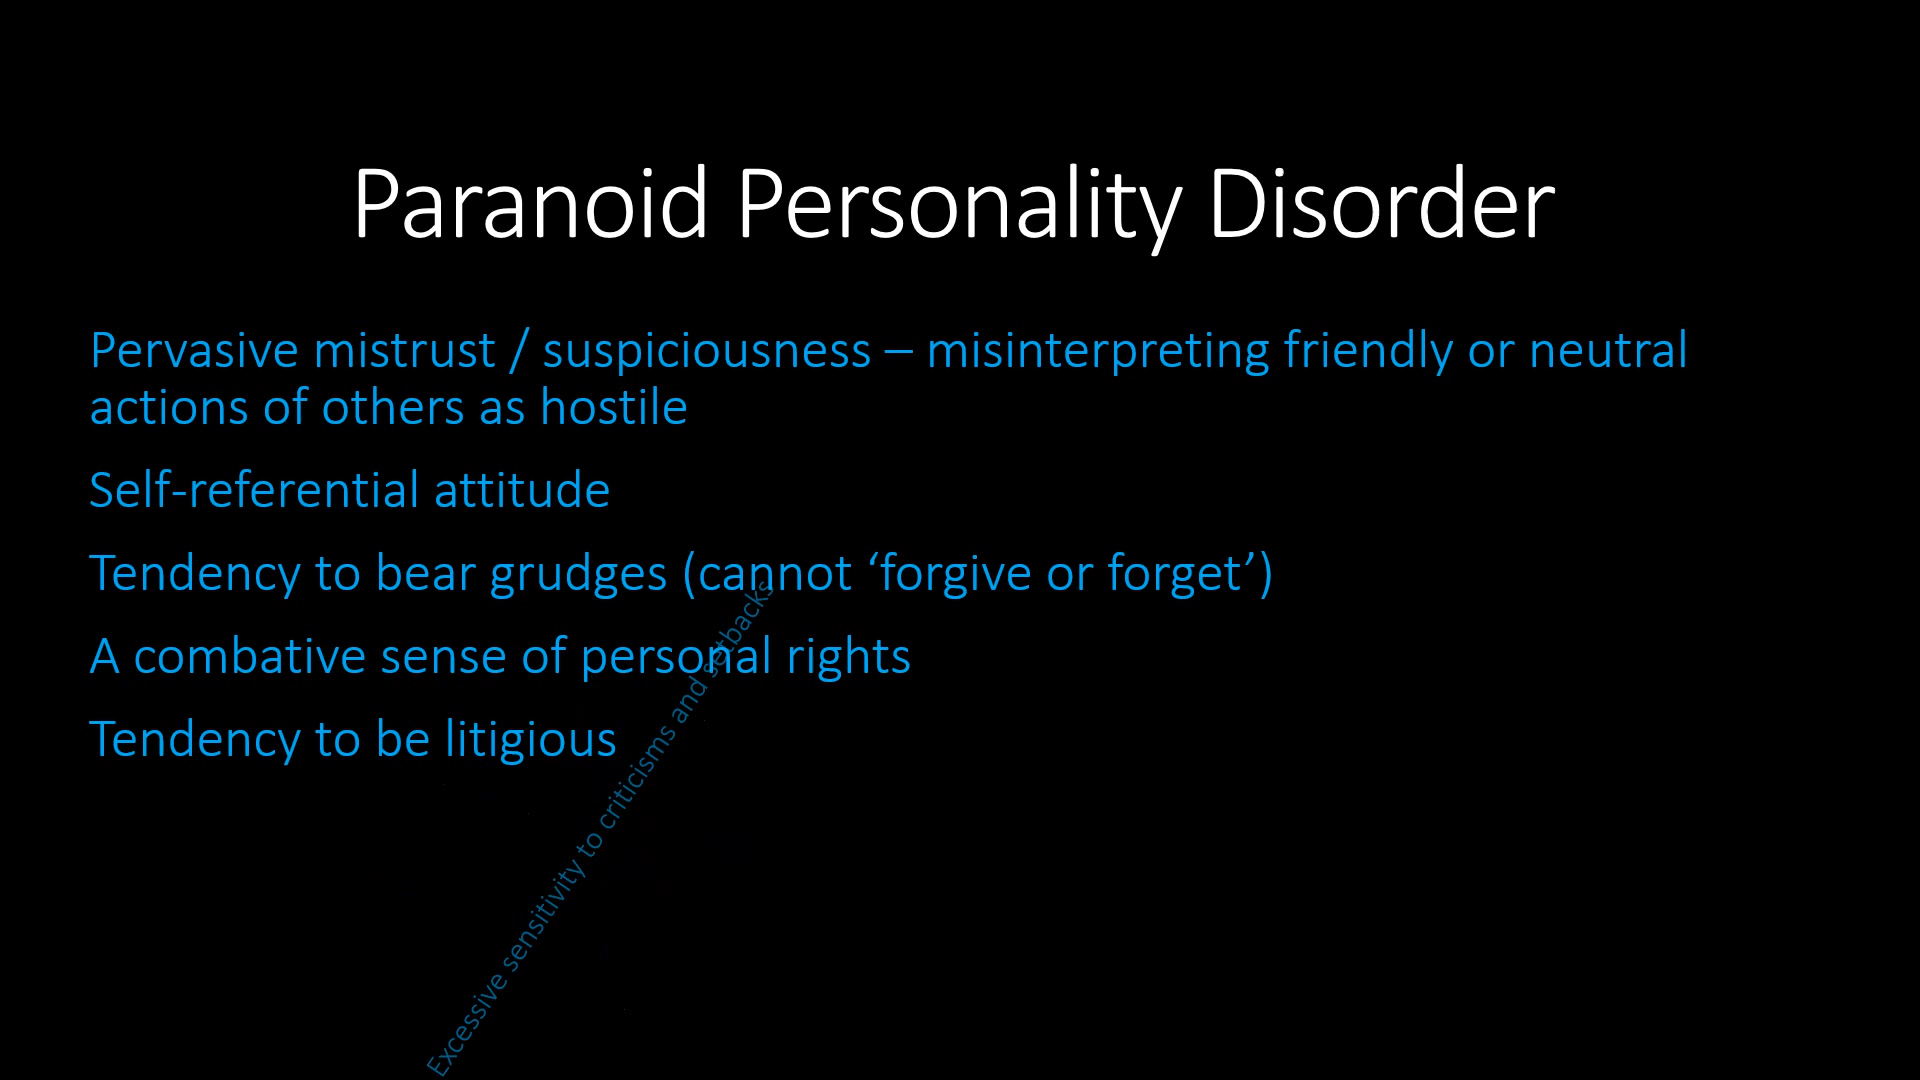 Paranoid Personality Disorder
Pervasive mistrust / suspiciousness – misinterpreting friendly or neutral
actions of others as hostile
Self-referential attitude
Tendency to bear grudges (cannot ‘forgive or forget’)
A combative sense of personal rights
Tendency to be litigious
Excessive sensitivity to criticisms and setbacks